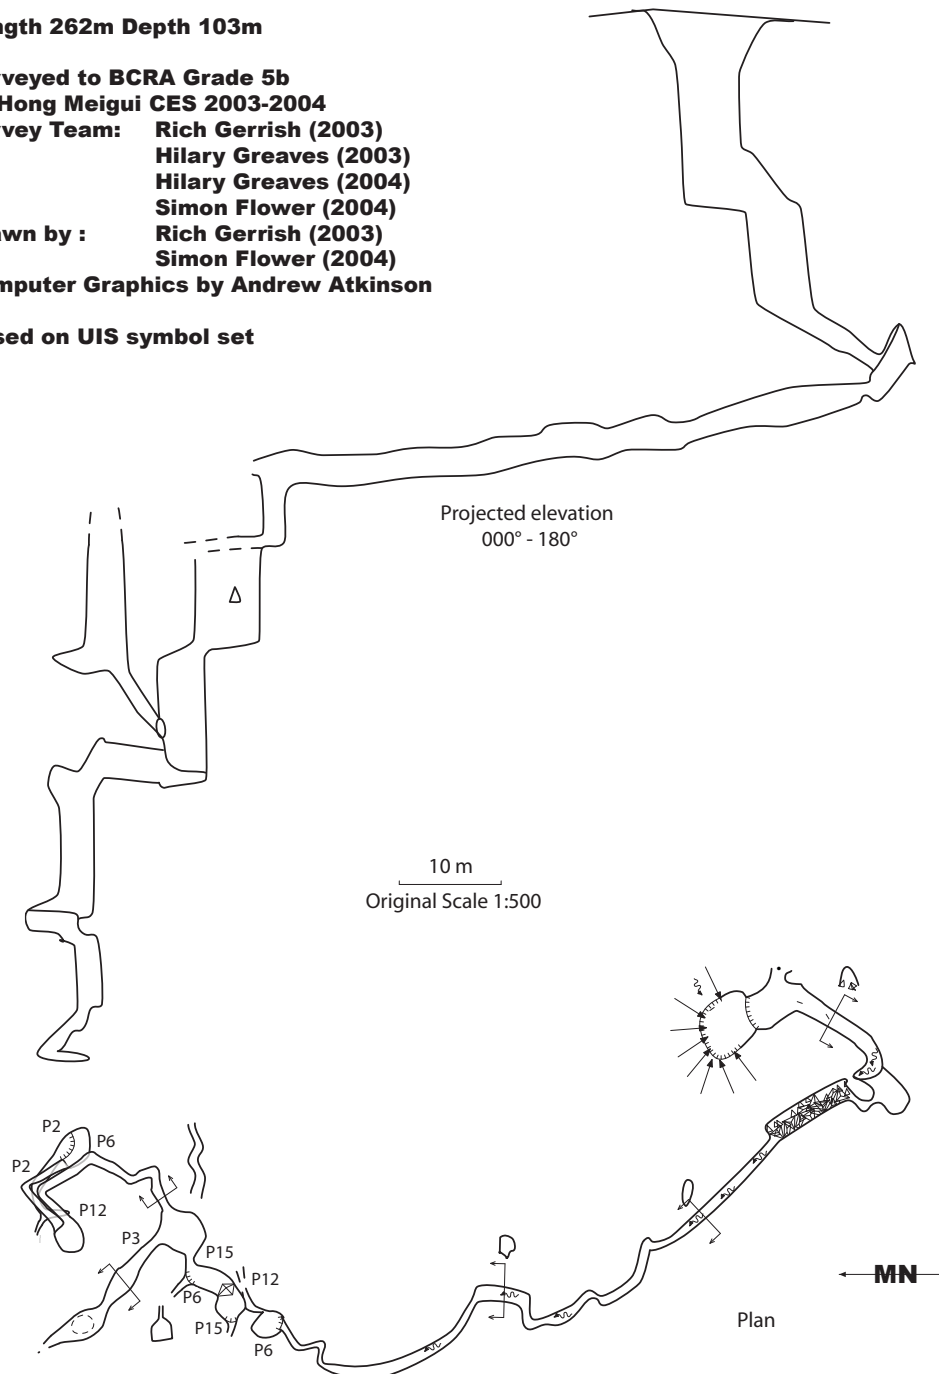 ngth 262m Depth 103m
veyed to BCRA Grade 5b
Hong Meigui CES 2003-2004
vey Team: Rich Gerrish (2003)
Hilary Greaves (2003)
Hilary Greaves (2004)
Simon Flower (2004)
awn by : Rich Gerrish (2003)
Simon Flower (2004)
mputer Graphics by Andrew Atkinson
sed on UIS symbol set
Projected elevation
000° - 180°
10 m
Original Scale 1:500
P2
P6
P2
P12
P3
P15
P12
P6
P15
P6
MN
Plan